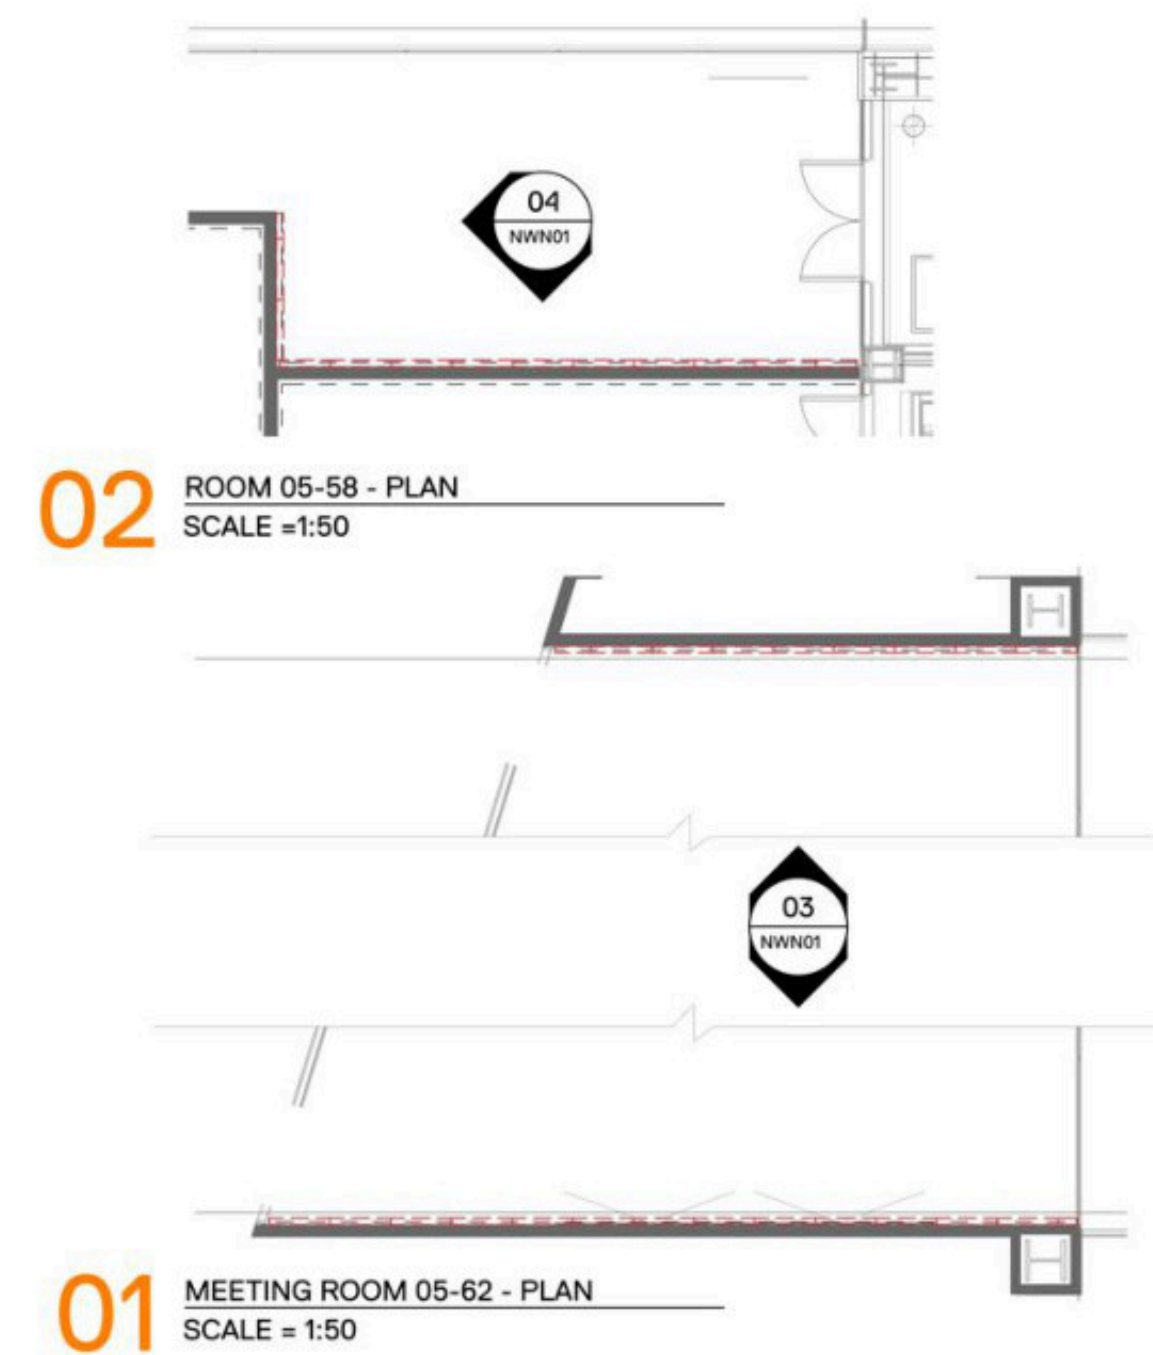 04
NWN01
02
ROOM 05-58 - PLAN
SCALE =1:50
03
NWN01
01
MEETING ROOM 05-62 - PLAN
SCALE = 1:50